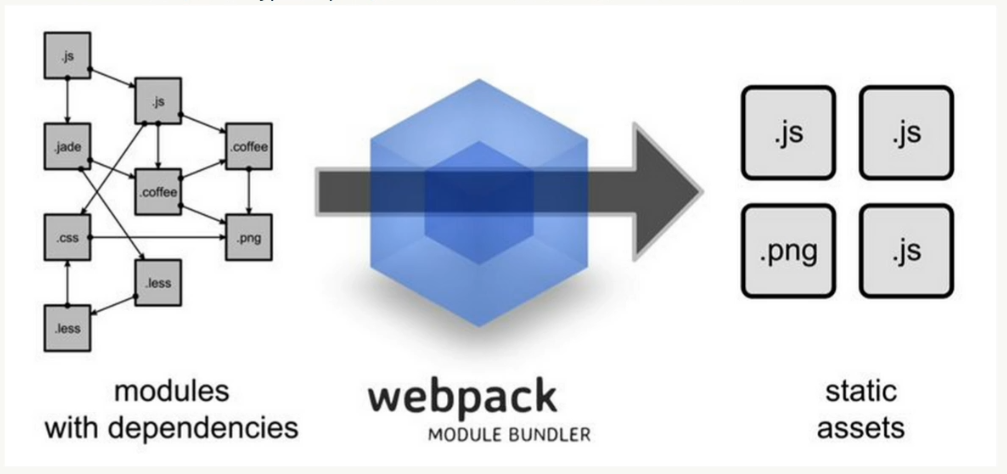 .js
.js
.jade
.coffee
.coffee
.css
.png
.less
.less
modules
with dependencies
webpack
MODULE BUNDLER
.js
.js
.png
.js
static
assets